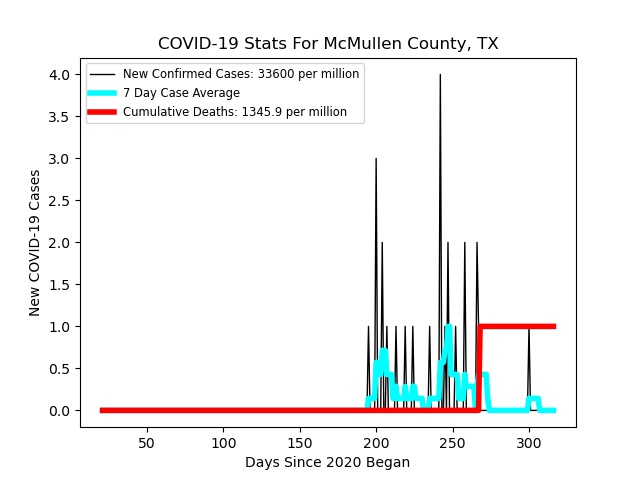 COVID-19 Stats For McMullen County, TX
New Confirmed Cases: 33600 per million
7 Day Case Average
Cumulative Deaths: 1345.9 per million
New COVID-19 Cases
4.0
3.5
3.0
2.5
2.0
1.5
1.0
0.5
0.0
50 100 150 200 250 300
Days Since 2020 Began